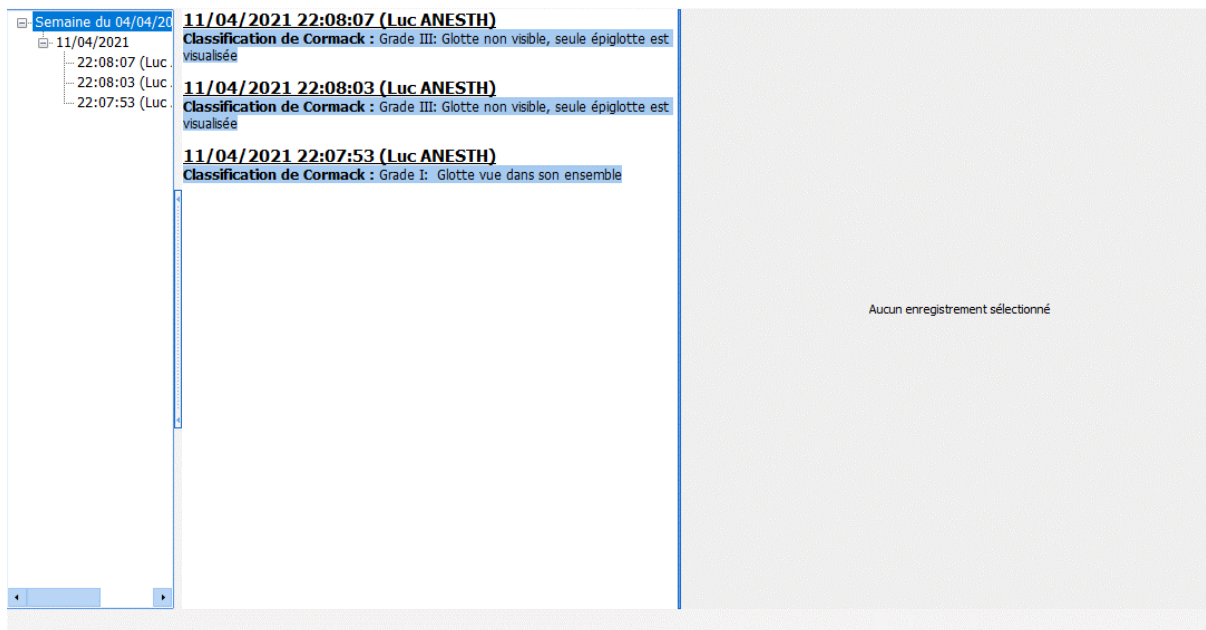 Semaine du 04/04/20
11/04/2021
22:08:07 (Luc
22:08:03 (Luc
22:07:53 (Luc
11/04/2021 22:08:07 (Luc ANESTH)
Classification de Cormack : Grade III: Glotte non visible, seule épiglotte est
visualisée
11/04/2021 22:08:03 (Luc ANESTH)
Classification de Cormack : Grade III: Glotte non visible, seule épiglotte est
visualisée
11/04/2021 22:07:53 (Luc ANESTH)
Classification de Cormack : Grade I: Glotte vue dans son ensemble
Aucun enregistrement sélectionné